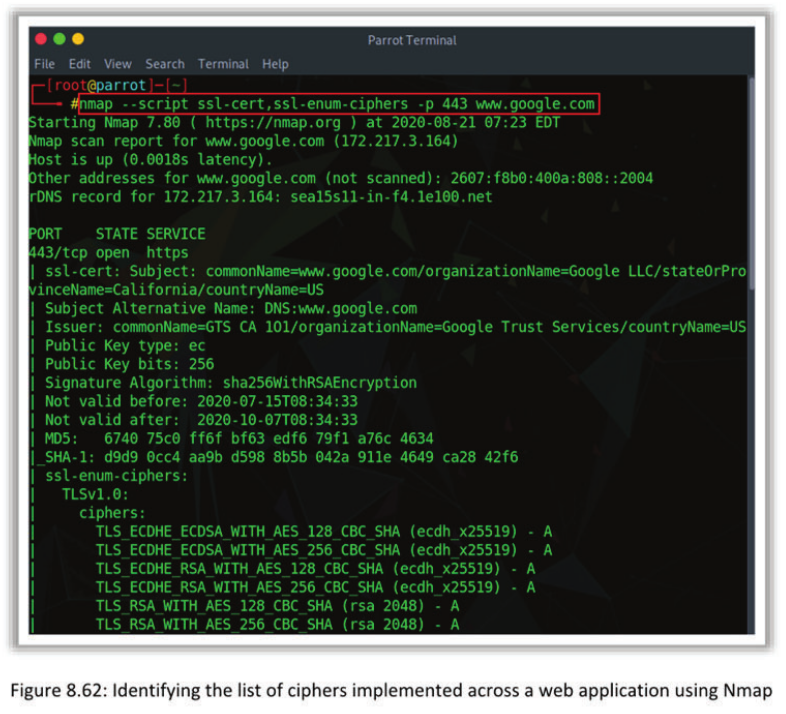 Parrot Terminal
File Edit View Search Terminal Help
[root@parrot]-[~]
#nmap --script ssl-cert,ssl-enum-ciphers -p 443 www.google.com
Starting Nmap 7.80 ( https://nmap.org ) at 2020-08-21 07:23 EDT
Nmap scan report for www.google.com (172.217.3.164)
Host is up (0.0018s latency).
Other addresses for www.google.com (not scanned): 2607:f8b0:400a:808::2004
rDNS record for 172.217.3.164: sea15s11-in-f4.1e100.net
PORT STATE SERVICE
443/tcp open https
| ssl-cert: Subject: commonName=www.google.com/organizationName=Google LLC/stateOrPro
vinceName=California/countryName=US
| Subject Alternative Name: DNS:www.google.com
| Issuer: commonName=GTS CA 1O1/organizationName=Google Trust Services/countryName=US
| Public Key type: ec
| Public Key bits: 256
| Signature Algorithm: sha256WithRSAEncryption
| Not valid before: 2020-07-15T08:34:33
| Not valid after: 2020-10-07T08:34:33
| MD5: 6740 75c0 ff6f bf63 edf6 79f1 a76c 4634
|_SHA-1: d9d9 0cc4 aa9b d598 8b5b 042a 911e 4649 ca28 42f6
| ssl-enum-ciphers:
| TLSv1.0:
| ciphers:
| TLS_ECDHE_ECDSA_WITH_AES_128_CBC_SHA (ecdh_x25519) - A
| TLS_ECDHE_ECDSA_WITH_AES_256_CBC_SHA (ecdh_x25519) - A
| TLS_ECDHE_RSA_WITH_AES_128_CBC_SHA (ecdh_x25519) - A
| TLS_ECDHE_RSA_WITH_AES_256_CBC_SHA (ecdh_x25519) - A
| TLS_RSA_WITH_AES_128_CBC_SHA (rsa 2048) - A
| TLS_RSA_WITH_AES_256_CBC_SHA (rsa 2048) - A
Figure 8.62: Identifying the list of ciphers implemented across a web application using Nmap